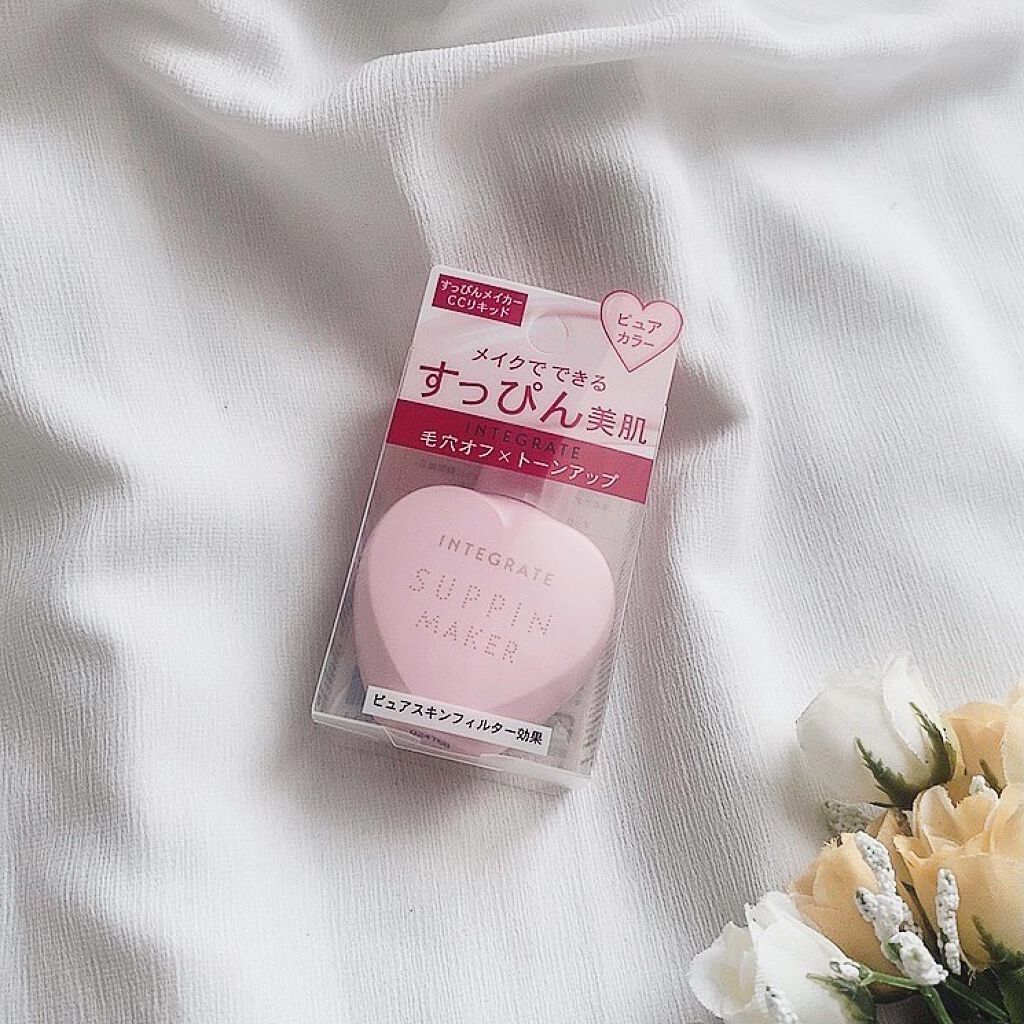 すっぴんメイカー
CCリキッド
ピュア
カラー
メイクでできる
すっぴん美肌
INTEGRATE
毛穴オフ×トーンアップ
INTEGRATE
SUPPIN
MAKER
ピュアスキンフィルター効果